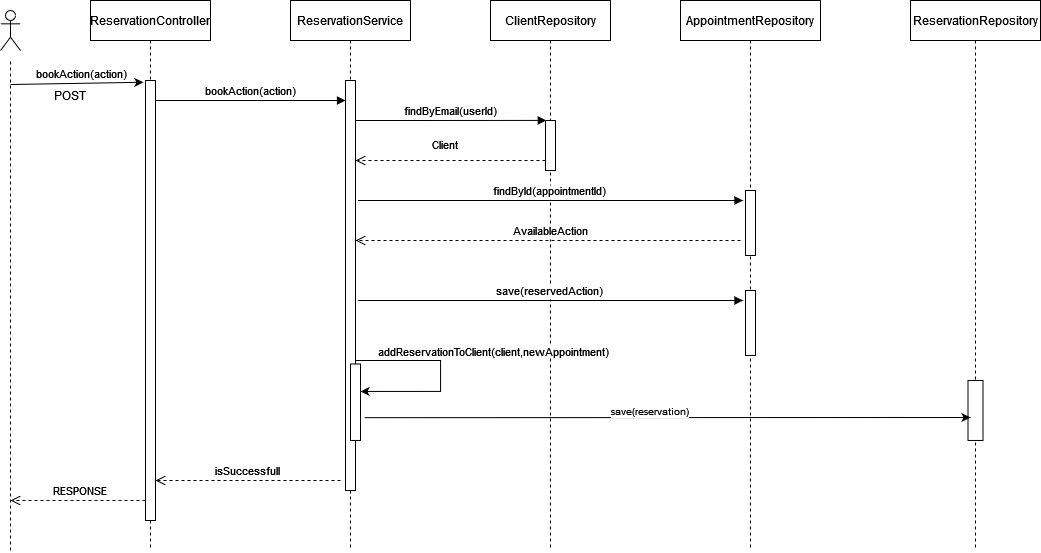 ReservationController
ReservationService
ClientRepository
AppointmentRepository
ReservationRepository
bookAction(action)
POST
bookAction(action)
findByEmail(userId)
Client
findById(appointmentId)
AvailableAction
save(reservedAction)
addReservationToClient(client,newAppointment)
save(reservation)
isSuccessfull
RESPONSE